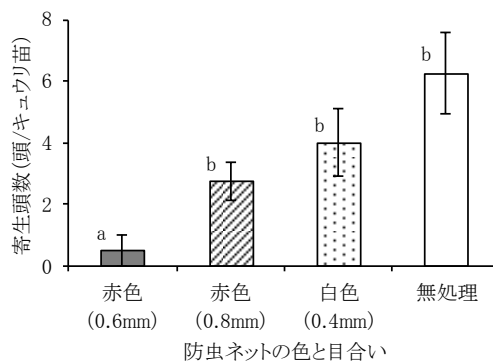 寄生頭数(頭/キュウリ苗)
8
6
4
2
0
a
b
b
b
赤色
(0.6mm)
赤色
(0.8mm)
白色
(0.4mm)
無処理
防虫ネットの色と目合い